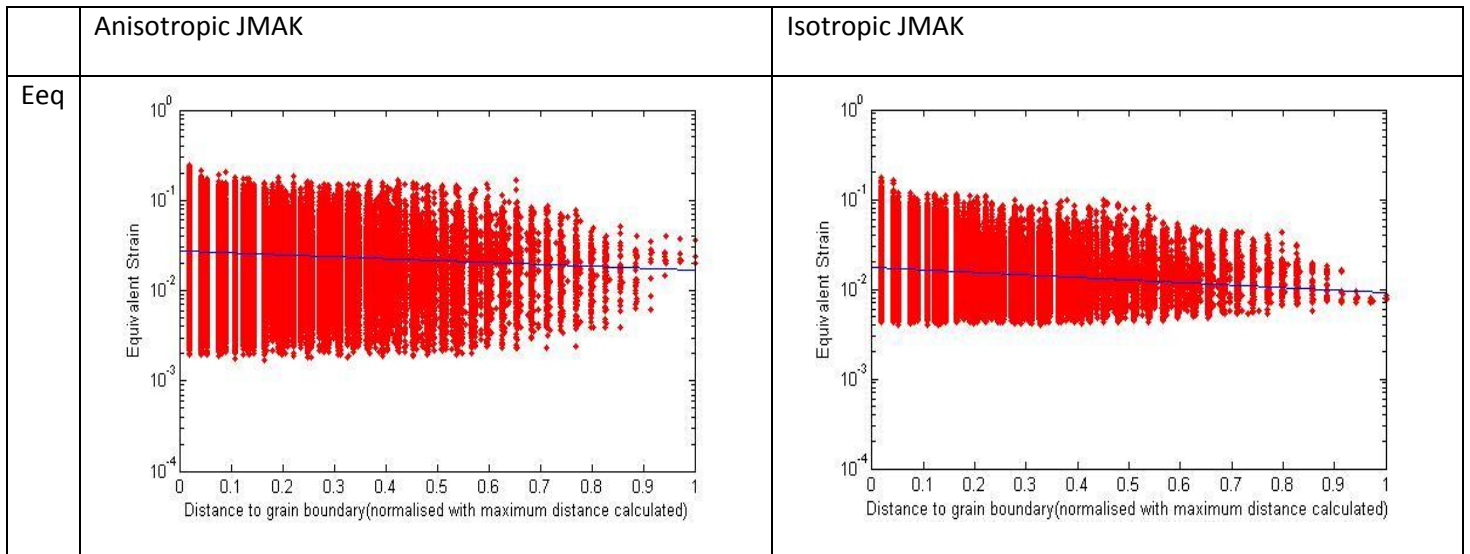 Anisotropic JMAK
Isotropic JMAK
Eeq
10^0
10^-1
10^-2
10^-3
10^-4
Equivalent Strain
0 0.1 0.2 0.3 0.4 0.5 0.6 0.7 0.8 0.9 1
Distance to grain boundary(normalised with maximum distance calculated)
10^0
10^-1
10^-2
10^-3
10^-4
Equivalent Strain
0 0.1 0.2 0.3 0.4 0.5 0.6 0.7 0.8 0.9 1
Distance to grain boundary(normalised with maximum distance calculated)